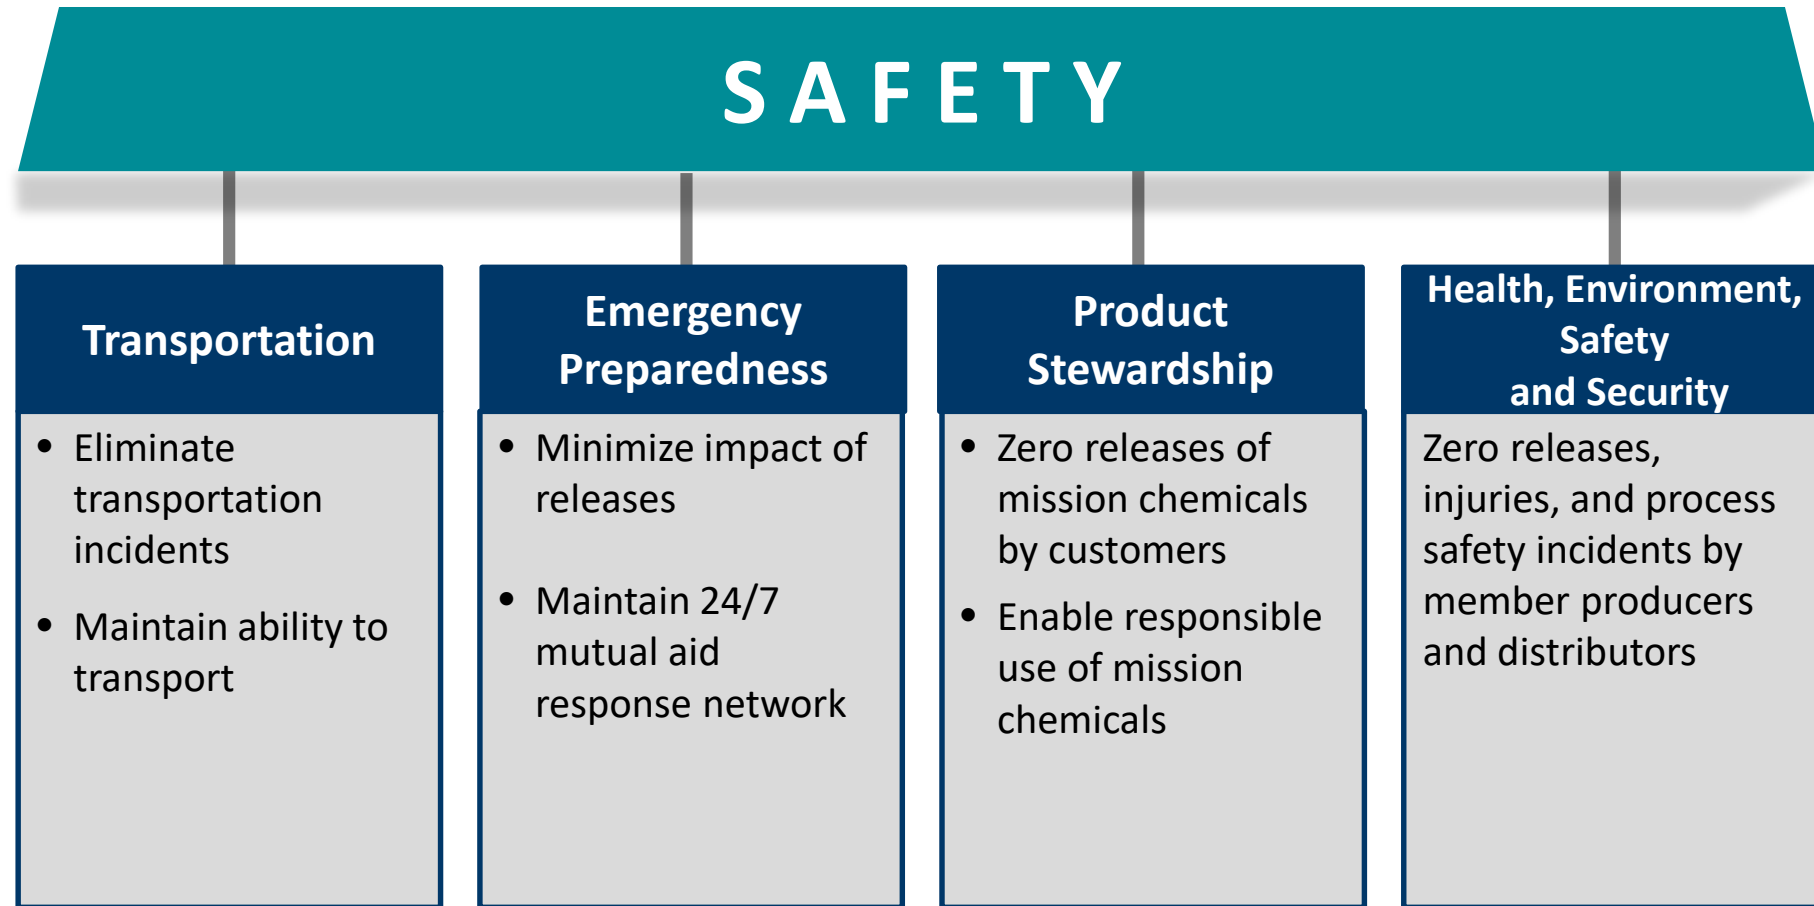 S A F E T Y
Transportation
• Eliminate
transportation
incidents
• Maintain ability to
transport
Emergency
Preparedness
• Minimize impact of
releases
• Maintain 24/7
mutual aid
response network
Product
Stewardship
• Zero releases of
mission chemicals
by customers
• Enable responsible
use of mission
chemicals
Health, Environment,
Safety
and Security
Zero releases,
injuries, and process
safety incidents by
member producers
and distributors